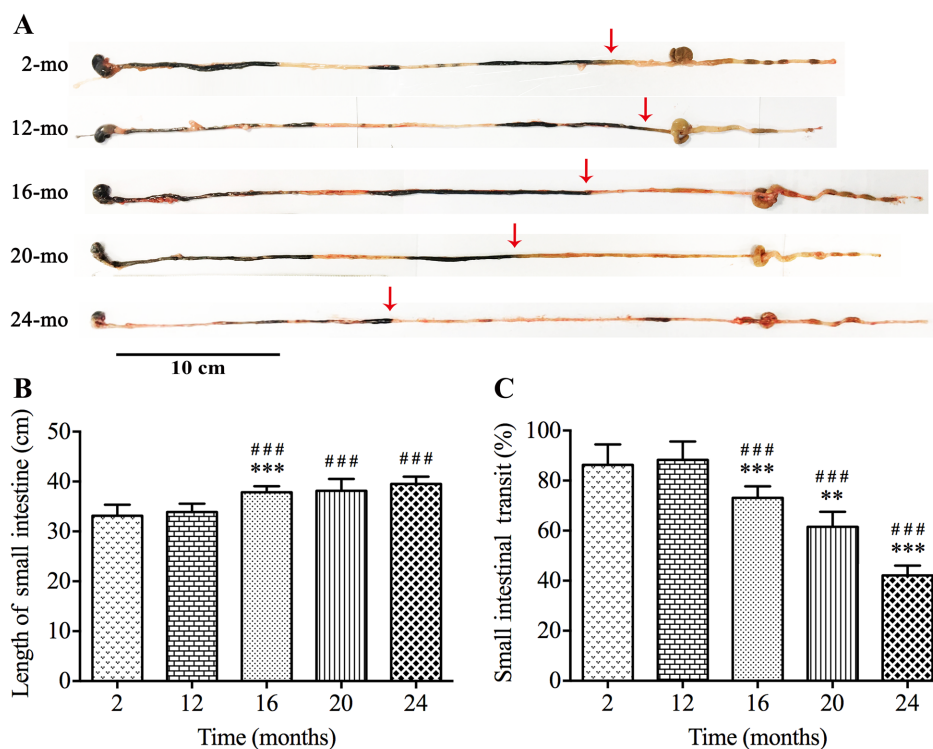 A
2-mo
12-mo
16-mo
20-mo
24-mo
10 cm
B
Length of small intestine (cm)
50
40
30
20
10
0
###
***
###
###
2 12 16 20 24
Time (months)
C
Small intestinal transit (%)
100
80
60
40
20
0
###
***
###
**
###
***
2 12 16 20 24
Time (months)